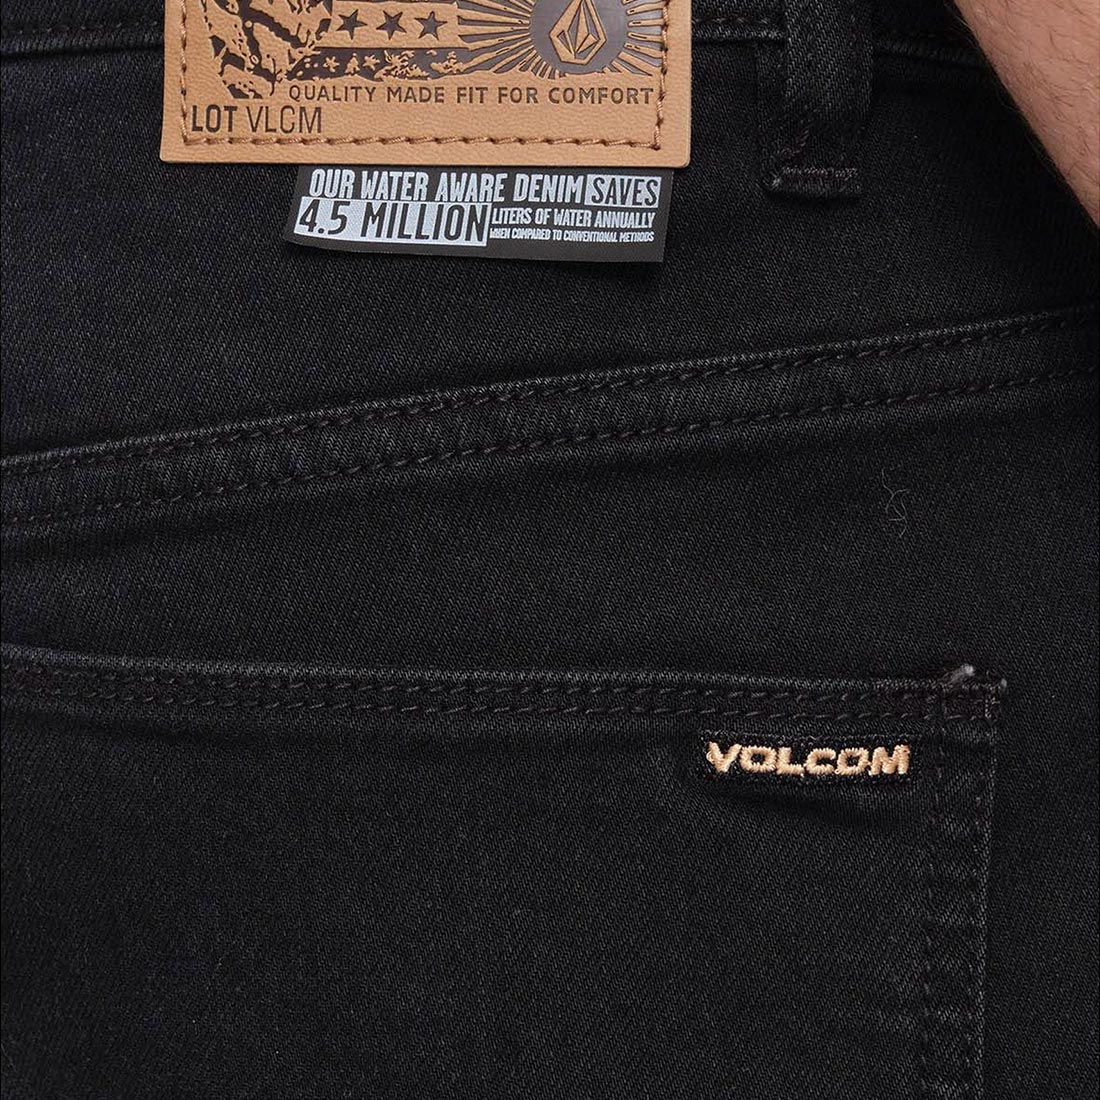 QUALITY MADE FIT FOR COMFORT
LOT VLCM
OUR WATER AWARE DENIM SAVES
4.5 MILLION LITERS OF WATER ANNUALLY
WHEN COMPARED TO CONVENTIONAL METHODS
VOLCOM